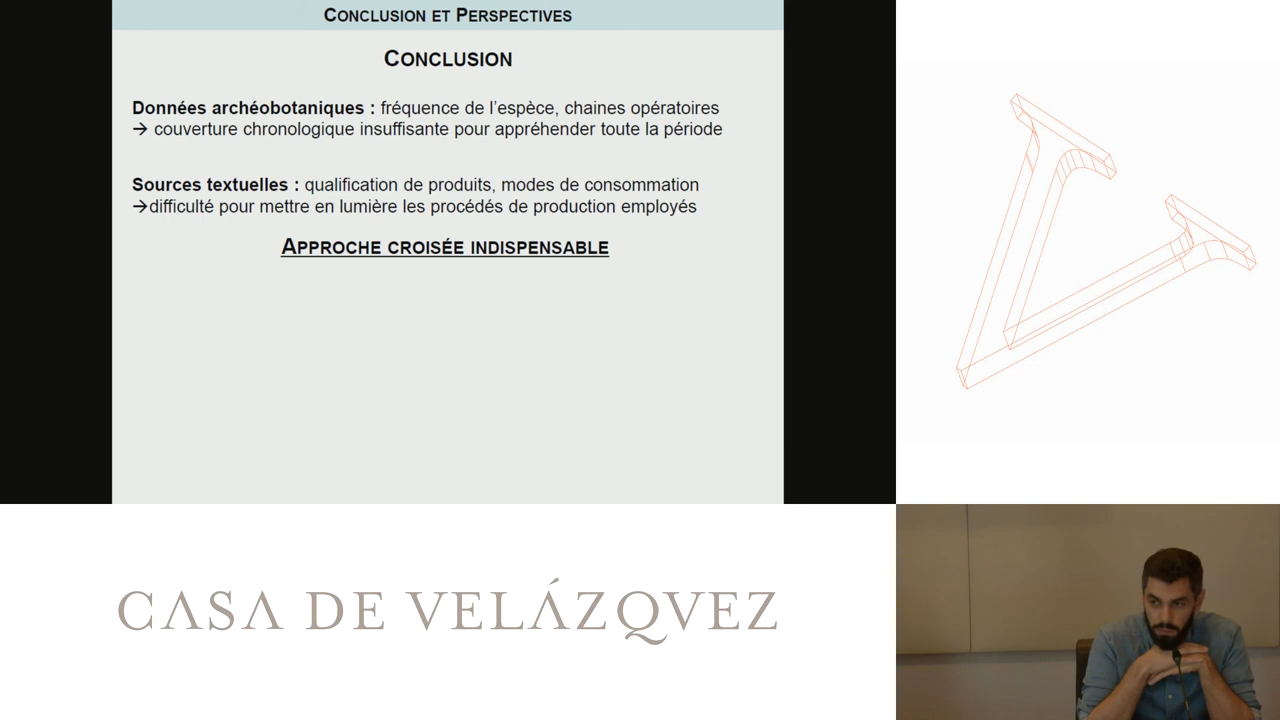 CONCLUSION ET PERSPECTIVES
CONCLUSION
Données archéobotaniques : fréquence de l'espèce, chaines opératoires
→ couverture chronologique insuffisante pour appréhender toute la période
Sources textuelles : qualification de produits, modes de consommation
→difficulté pour mettre en lumière les procédés de production employés
APPROCHE CROISÉE INDISPENSABLE
CASA DE VELÁZQVEZ